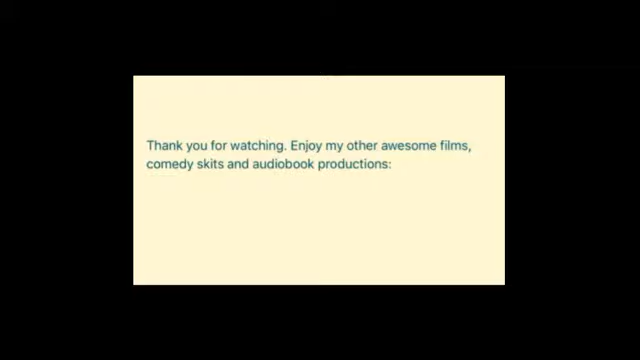 Thank you for watching. Enjoy my other awesome films,
comedy skits and audiobook productions: